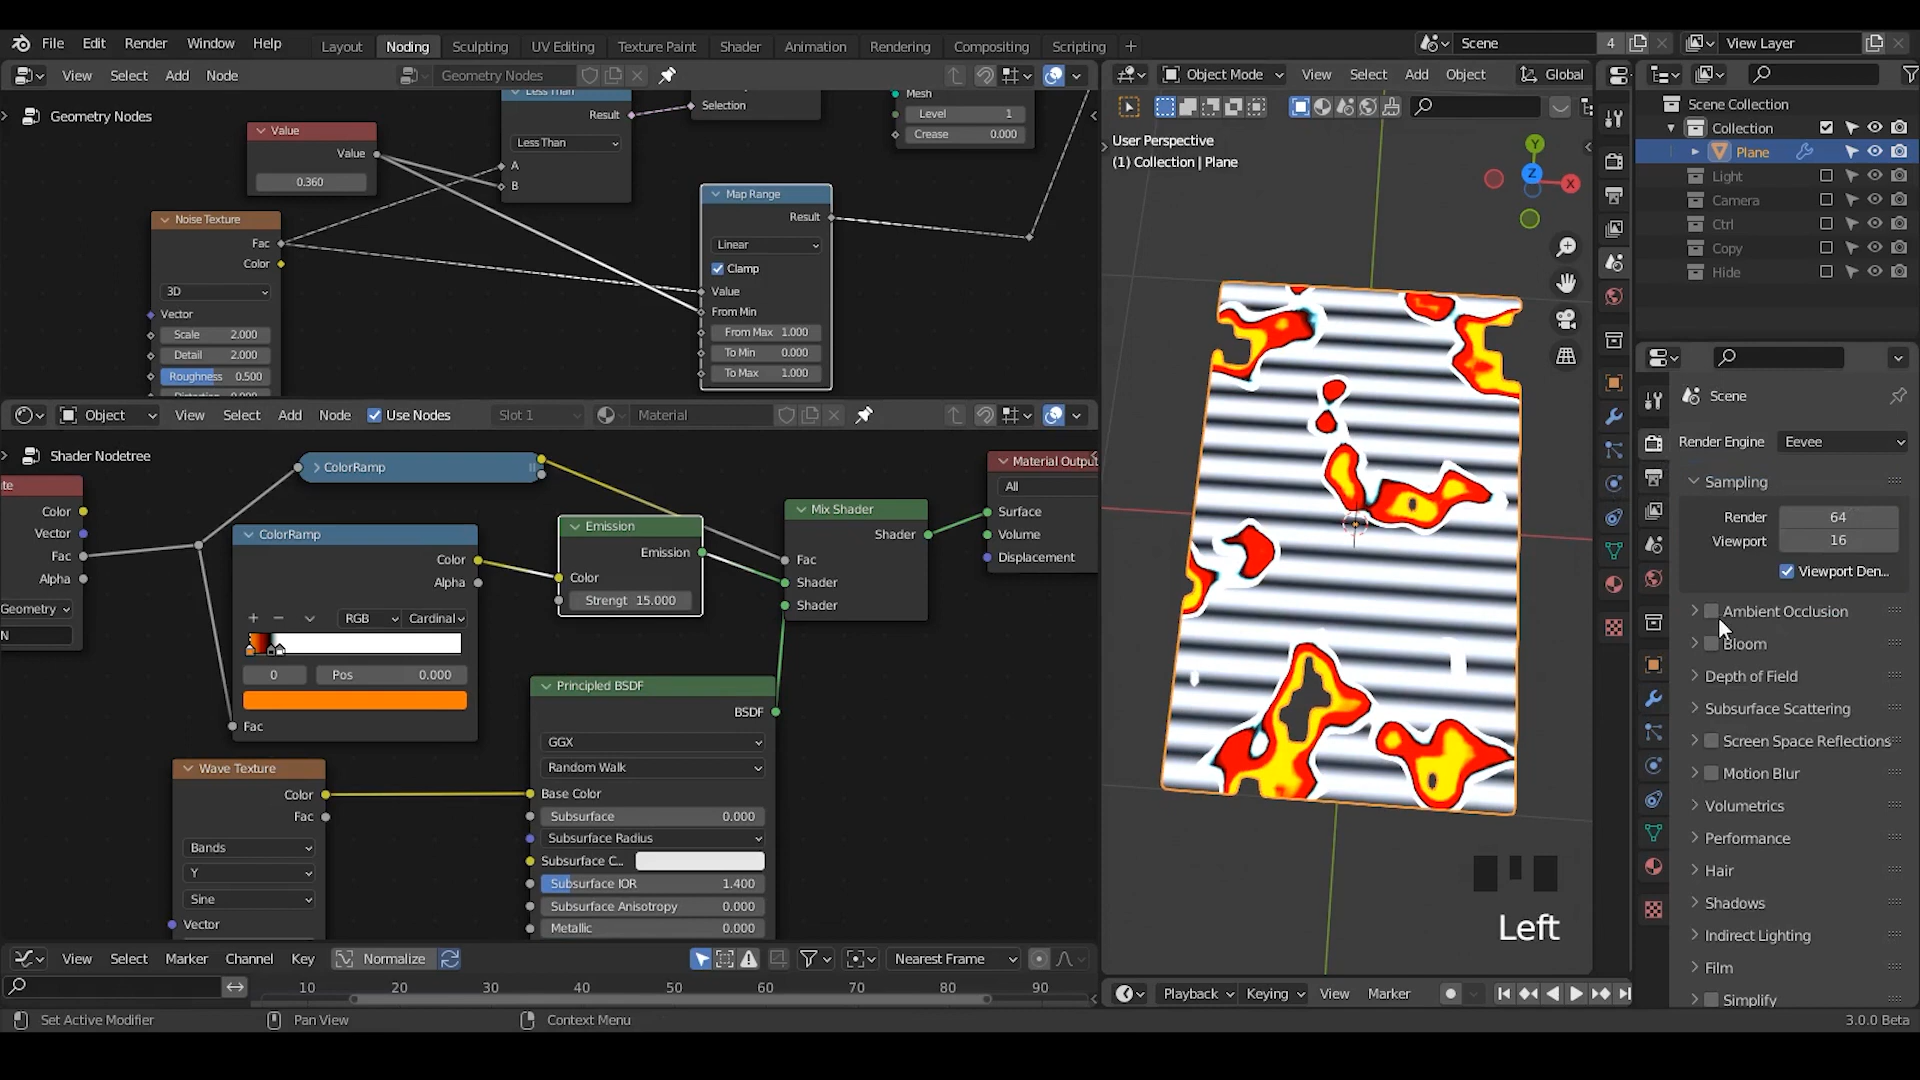 File Edit Render Window Help
Layout Noding Sculpting UV Editing Texture Paint Shader Animation Rendering Compositing Scripting +
Scene 4
View Layer
View Select Add Node
Geometry Nodes
Object Mode View Select Add Object
Global
Geometry Nodes
Value
Value
0.360
Less Than
Result
Less Than
A
B
Selection
Mesh
Level 1
Crease 0.000
Noise Texture
Fac
Color
3D
Vector
Scale 2.000
Detail 2.000
Roughness 0.500
Map Range
Result
Linear
Clamp
Value
From Min
From Max 1.000
To Min 0.000
To Max 1.000
User Perspective
(1) Collection | Plane
Y
Z
X
Scene Collection
Collection
Plane
Light
Camera
Ctrl
Copy
Hide
Object View Select Add Node Use Nodes Slot 1 Material
Shader Nodetree
te
Color
Vector
Fac
Alpha
Geometry
N
ColorRamp
ColorRamp
Color
Alpha
RGB Cardinal
0 Pos 0.000
Fac
Emission
Emission
Color
Strengt 15.000
Mix Shader
Shader
Fac
Shader
Shader
Material Outpu
All
Surface
Volume
Displacement
Principled BSDF
BSDF
GGX
Random Walk
Base Color
Subsurface 0.000
Subsurface Radius
Subsurface C...
Subsurface IOR 1.400
Subsurface Anisotropy 0.000
Metallic 0.000
Wave Texture
Color
Fac
Bands
Y
Sine
Vector
Left
Scene
Render Engine Eevee
Sampling
Render 64
Viewport 16
Viewport Den...
Ambient Occlusion
Bloom
Depth of Field
Subsurface Scattering
Screen Space Reflections
Motion Blur
Volumetrics
Performance
Hair
Shadows
Indirect Lighting
Film
Simplify
View Select Marker Channel Key Normalize Nearest Frame
10 20 30 40 50 60 70 80 90
Playback Keying View Marker
Set Active Modifier Pan View Context Menu 3.0.0 Beta